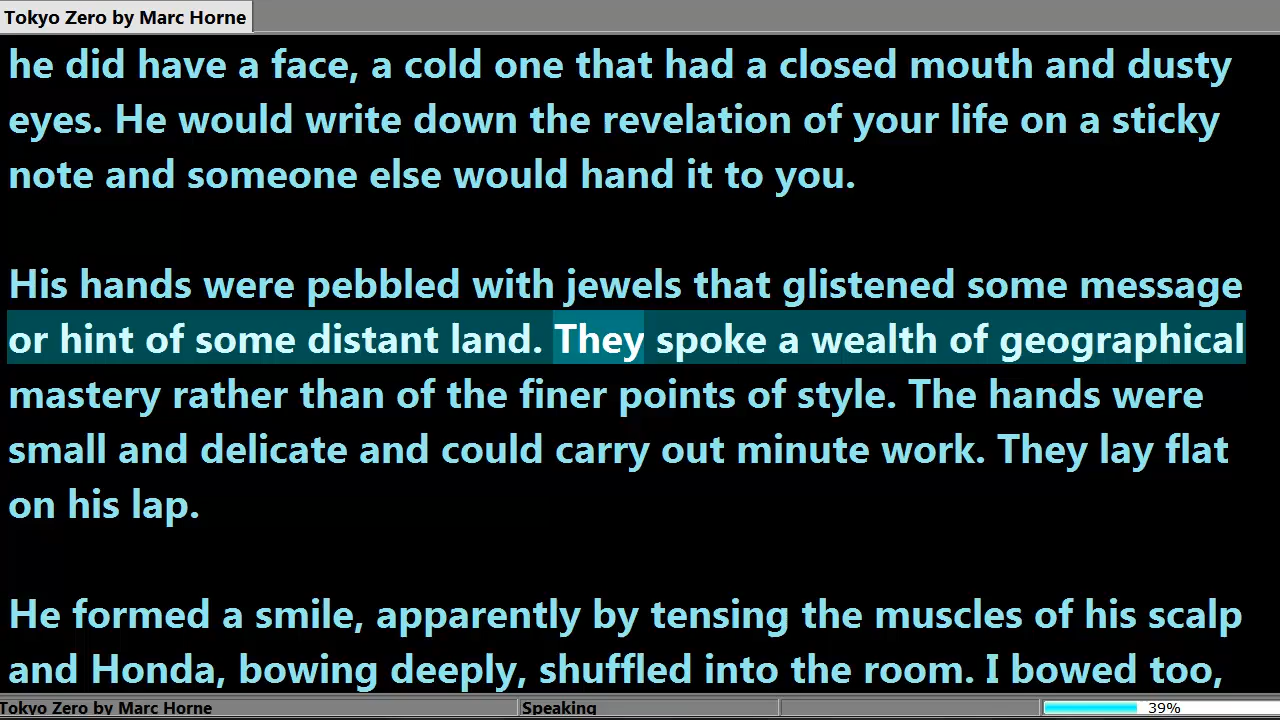 Tokyo Zero by Marc Horne
he did have a face, a cold one that had a closed mouth and dusty
eyes. He would write down the revelation of your life on a sticky
note and someone else would hand it to you.
His hands were pebbled with jewels that glistened some message
or hint of some distant land. They spoke a wealth of geographical
mastery rather than of the finer points of style. The hands were
small and delicate and could carry out minute work. They lay flat
on his lap.
He formed a smile, apparently by tensing the muscles of his scalp
and Honda, bowing deeply, shuffled into the room. I bowed too,
Tokyo Zero by Marc Horne Speaking 39%